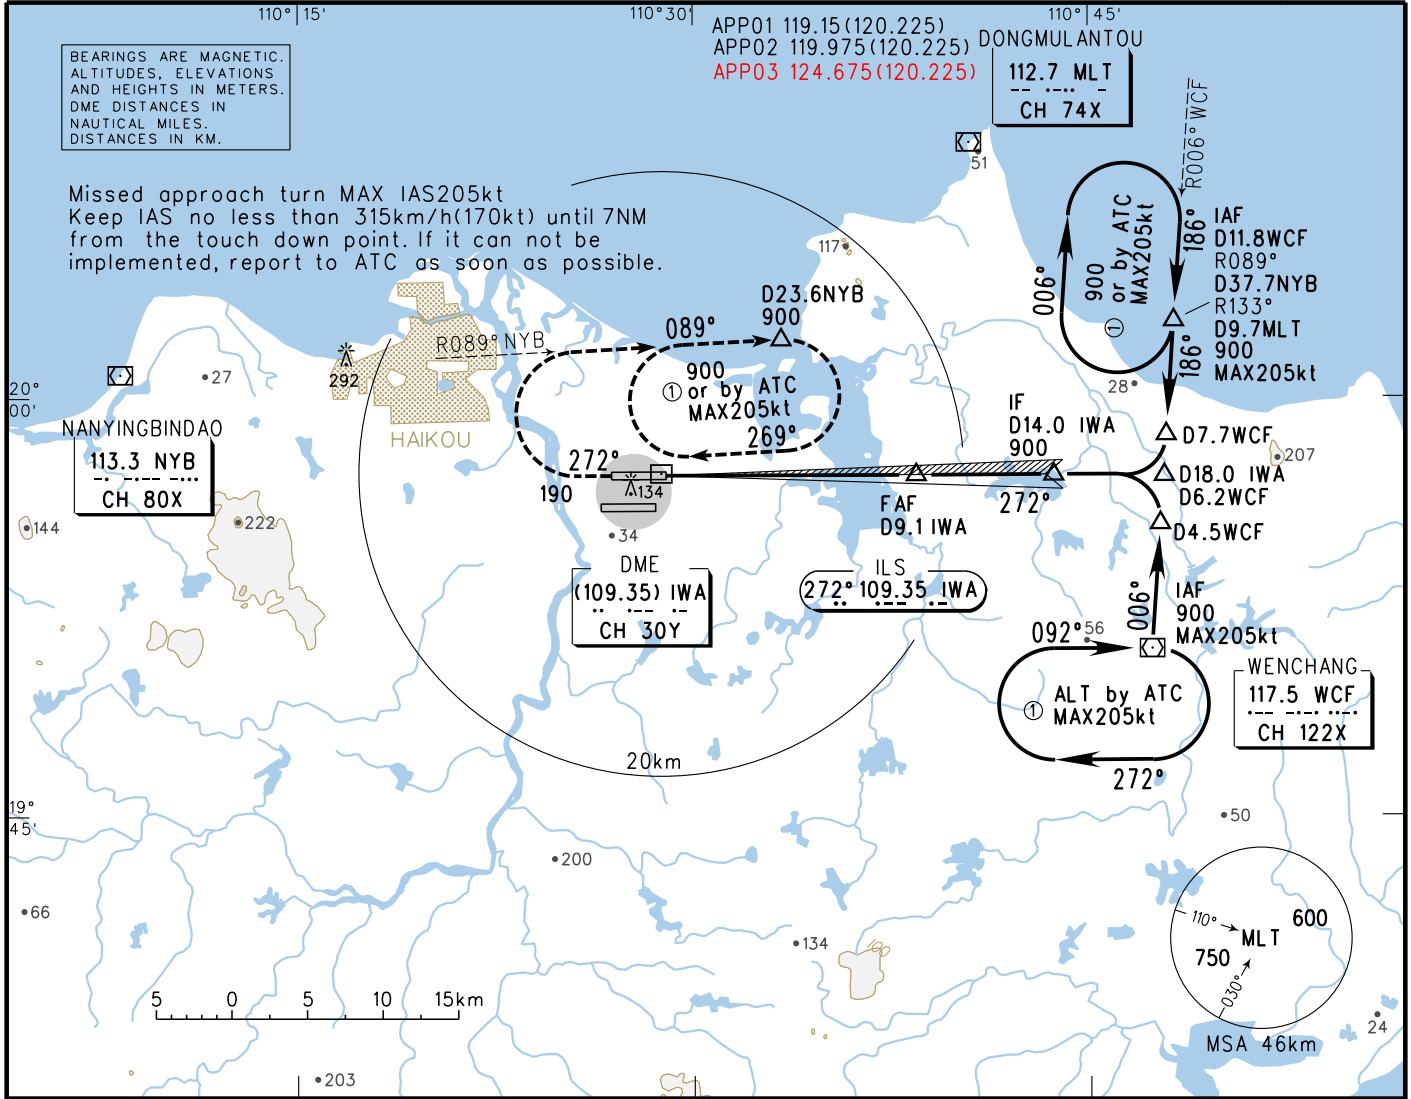 110° 15'
110° 30'
110° 45'
APP01 119.15(120.225)
APP02 119.975(120.225)
APP03 124.675(120.225)
BEARINGS ARE MAGNETIC.
ALTITUDES, ELEVATIONS
AND HEIGHTS IN METERS.
DME DISTANCES IN
NAUTICAL MILES.
DISTANCES IN KM.
DONGMULANTOU
112.7 MLT
CH 74X
51
R006° WCF
Missed approach turn MAX IAS205kt
Keep IAS no less than 315km/h(170kt) until 7NM
from the touch down point. If it can not be
implemented, report to ATC as soon as possible.
117
186°
006°
900
or by ATC
MAX205kt
①
IAF
D11.8WCF
R089°
D37.7NYB
R133°
D9.7MLT
900
MAX205kt
186°
D23.6NYB
900
089°
R089° NYB
292
27
20°
00'
HAIKOU
900
① or by ATC
MAX205kt
269°
28
IF
D14.0 IWA
900
D7.7WCF
207
D18.0 IWA
D6.2WCF
D4.5WCF
NANYINGBINDAO
113.3 NYB
CH 80X
272°
190
134
34
FAF
D9.1 IWA
272°
144
222
DME
(109.35) IWA
CH 30Y
ILS
272° 109.35 IWA
006°
IAF
900
MAX205kt
092°
56
① ALT by ATC
MAX205kt
272°
WENCHANG
117.5 WCF
CH 122X
20km
19°
45'
50
200
66
134
110°
MLT
600
750
030°
MSA 46km
24
5 0 5 10 15km
203